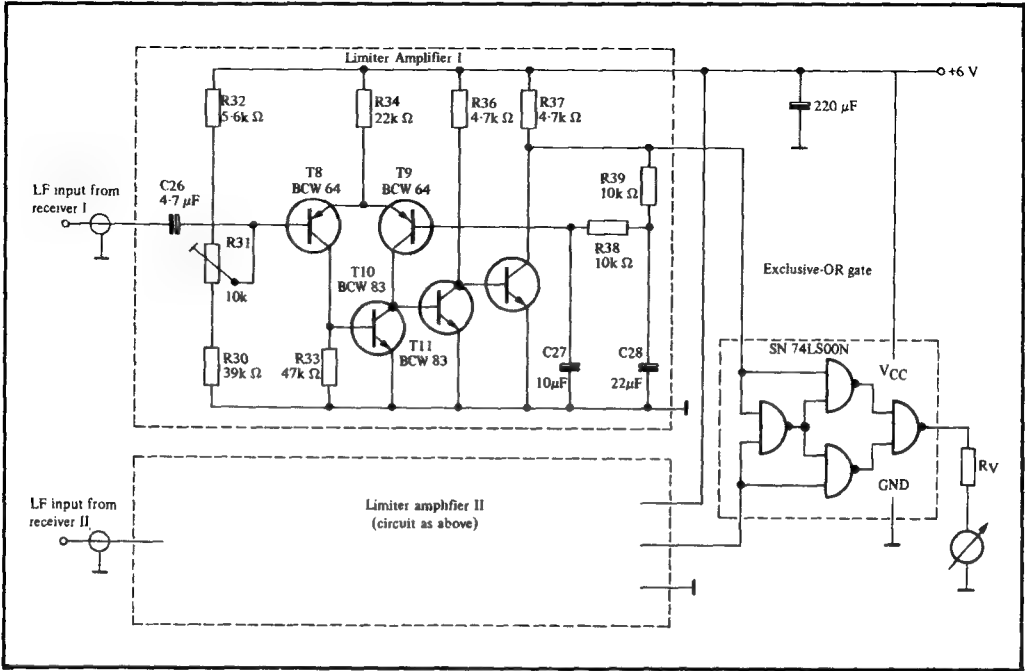 Limiter Amplifier I
+6 V
R32
5·6k Ω
R34
22k Ω
R36
4·7k Ω
R37
4·7k Ω
220 µF
LF input from
receiver I
C26
4·7 µF
T8
BCW 64
T9
BCW 64
R39
10k Ω
R38
10k Ω
R31
10k
T10
BCW 83
T11
BCW 83
Exclusive-OR gate
R30
39k Ω
R33
47k Ω
C27
10µF
C28
22µF
SN 74LS00N
VCC
GND
RV
LF input from
receiver II
Limiter amplfier II
(circuit as above)